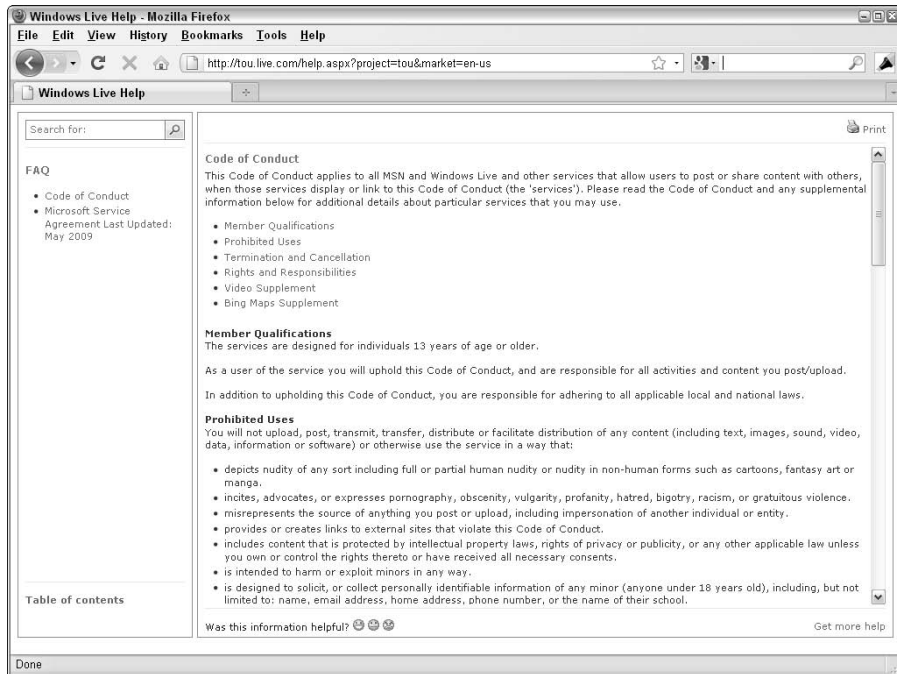 Windows Live Help - Mozilla Firefox
File Edit View History Bookmarks Tools Help
http://tou.live.com/help.aspx?project=tou&market=en-us
Windows Live Help
Search for:
Print
FAQ
• Code of Conduct
• Microsoft Service
Agreement Last Updated:
May 2009
Table of contents
Code of Conduct
This Code of Conduct applies to all MSN and Windows Live and other services that allow users to post or share content with others,
when those services display or link to this Code of Conduct (the 'services'). Please read the Code of Conduct and any supplemental
information below for additional details about particular services that you may use.
• Member Qualifications
• Prohibited Uses
• Termination and Cancellation
• Rights and Responsibilities
• Video Supplement
• Bing Maps Supplement
Member Qualifications
The services are designed for individuals 13 years of age or older.
As a user of the service you will uphold this Code of Conduct, and are responsible for all activities and content you post/upload.
In addition to upholding this Code of Conduct, you are responsible for adhering to all applicable local and national laws.
Prohibited Uses
You will not upload, post, transmit, transfer, distribute or facilitate distribution of any content (including text, images, sound, video,
data, information or software) or otherwise use the service in a way that:
• depicts nudity of any sort including full or partial human nudity or nudity in non-human forms such as cartoons, fantasy art or
manga.
• incites, advocates, or expresses pornography, obscenity, vulgarity, profanity, hatred, bigotry, racism, or gratuitous violence.
• misrepresents the source of anything you post or upload, including impersonation of another individual or entity.
• provides or creates links to external sites that violate this Code of Conduct.
• includes content that is protected by intellectual property laws, rights of privacy or publicity, or any other applicable law unless
you own or control the rights thereto or have received all necessary consents.
• is intended to harm or exploit minors in any way.
• is designed to solicit, or collect personally identifiable information of any minor (anyone under 18 years old), including, but not
limited to: name, email address, home address, phone number, or the name of their school.
Was this information helpful?
Get more help
Done